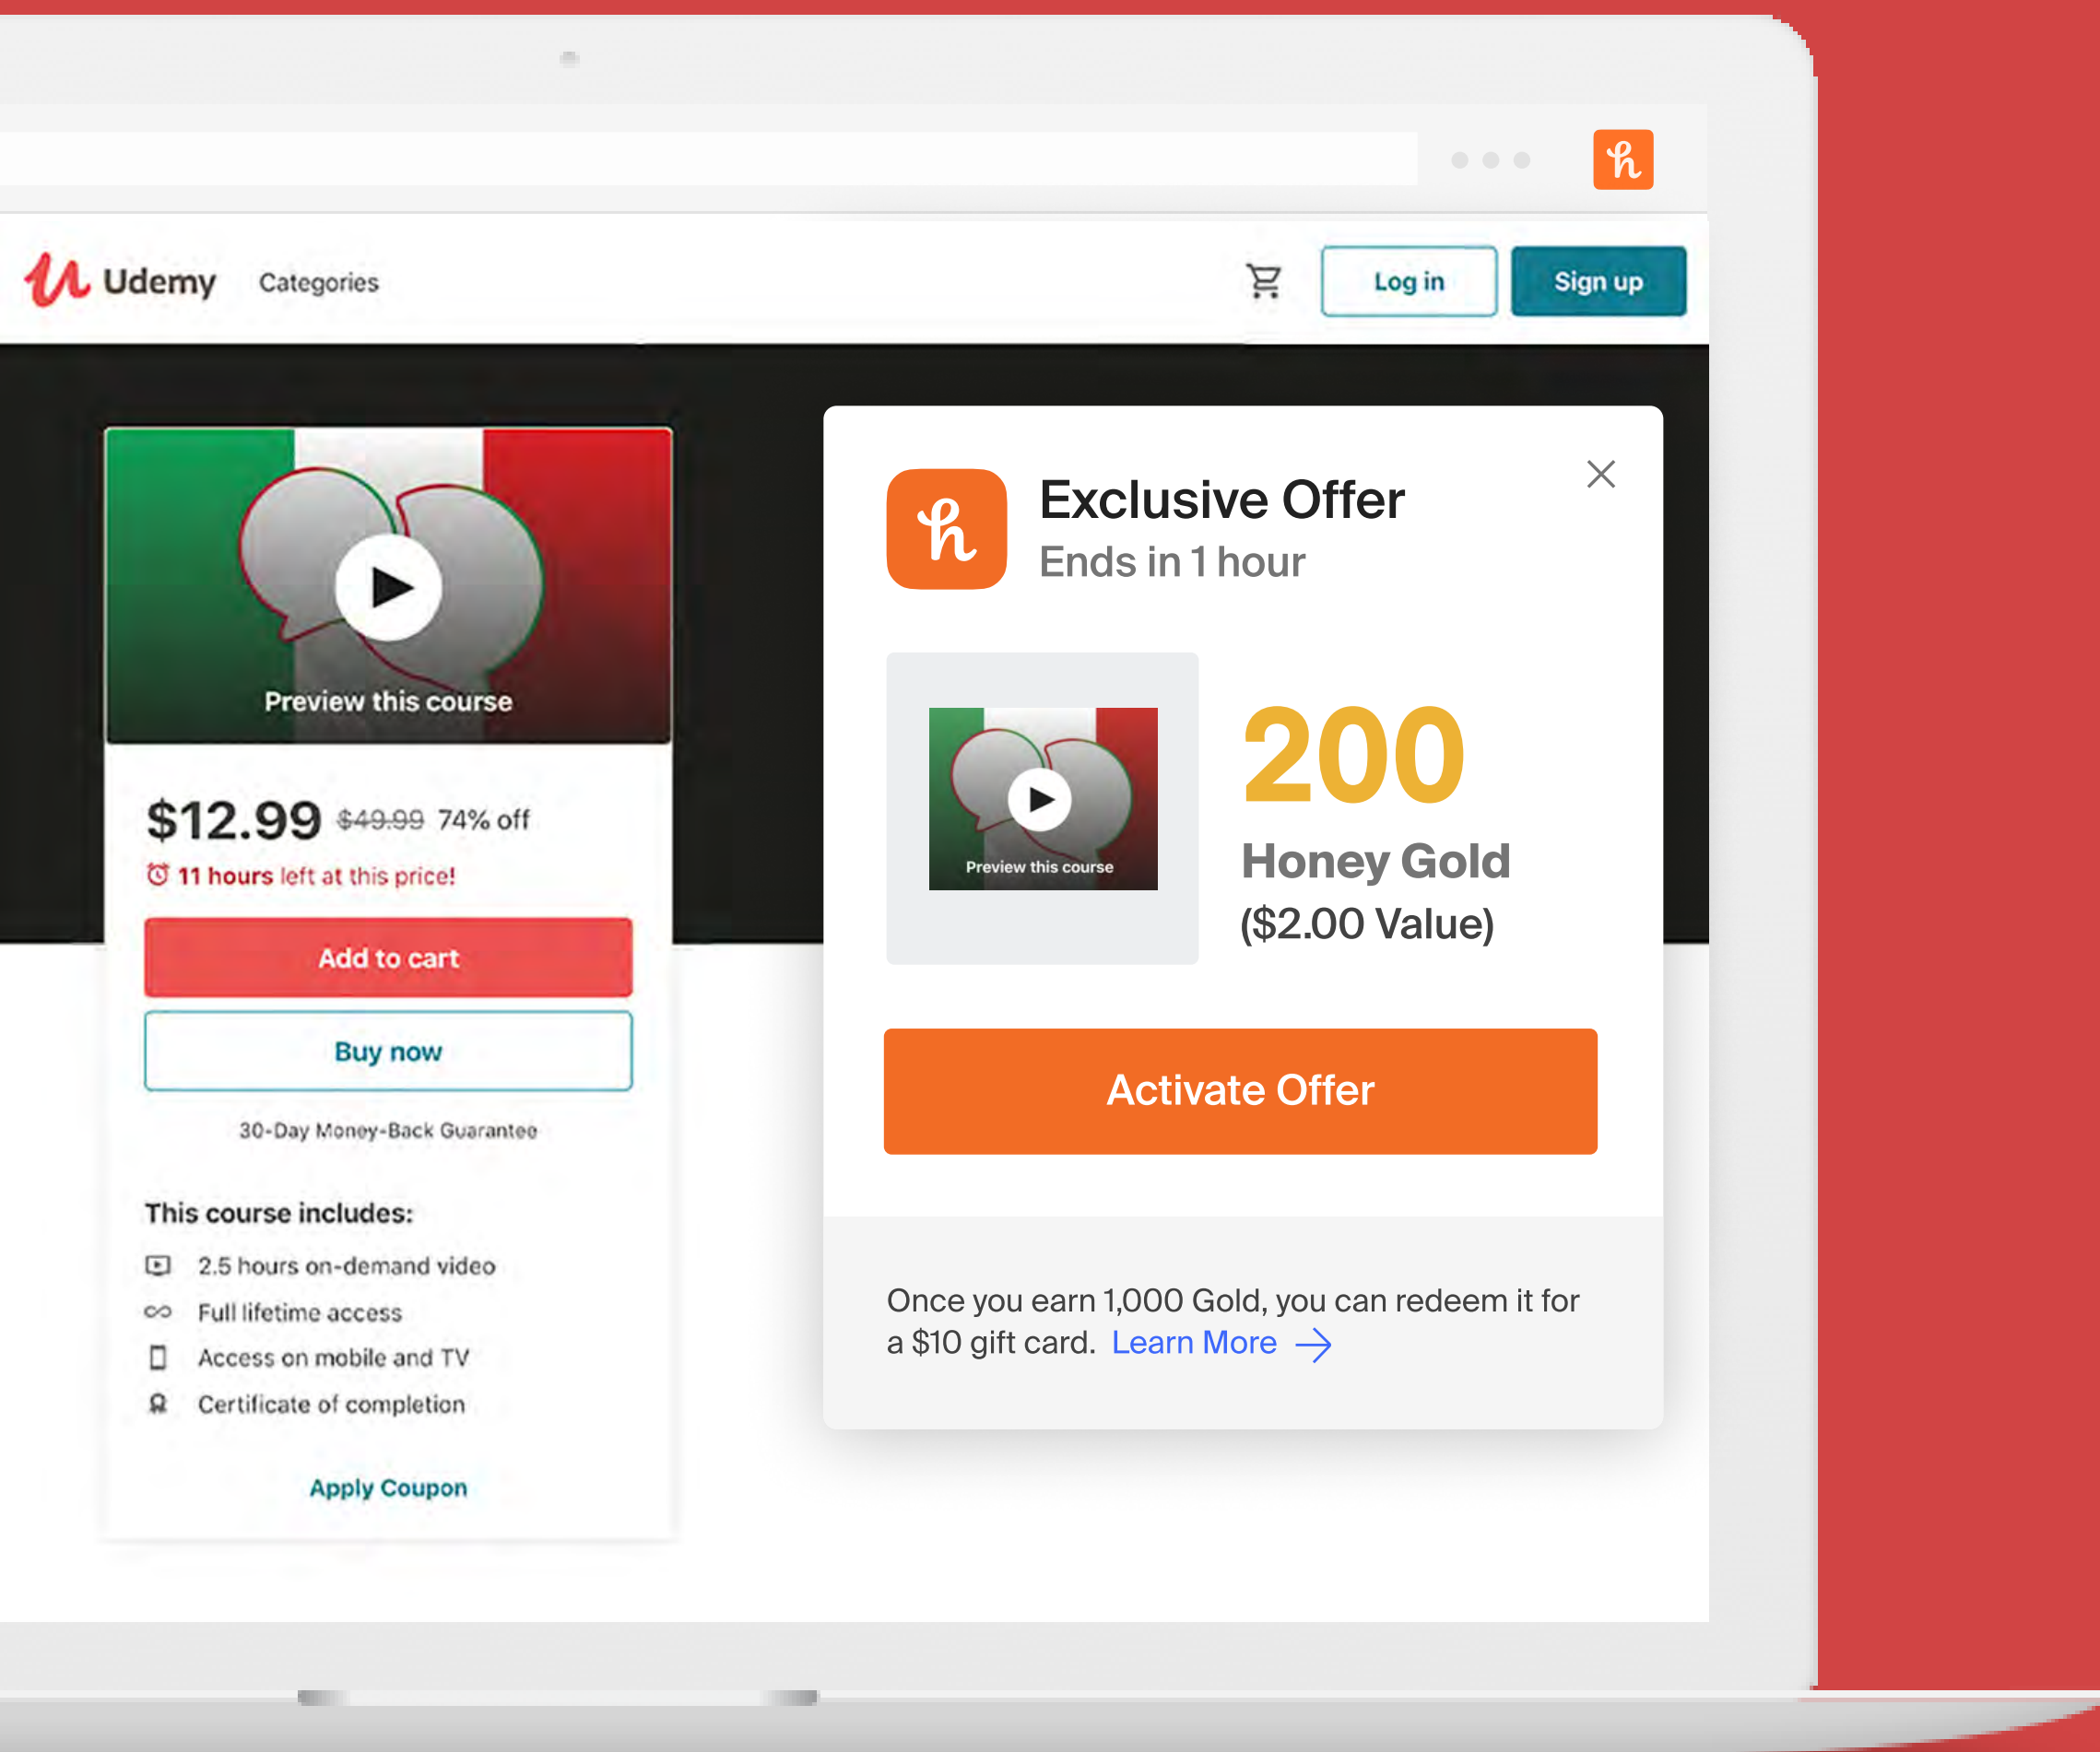 Udemy
Categories
Log in
Sign up
Preview this course
$12.99 $49.99 74% off
11 hours left at this price!
Add to cart
Buy now
30-Day Money-Back Guarantee
This course includes:
2.5 hours on-demand video
Full lifetime access
Access on mobile and TV
Certificate of completion
Apply Coupon
h
h
Exclusive Offer
Ends in 1 hour
Preview this course
200
Honey Gold
($2.00 Value)
Activate Offer
Once you earn 1,000 Gold, you can redeem it for
a $10 gift card. Learn More →